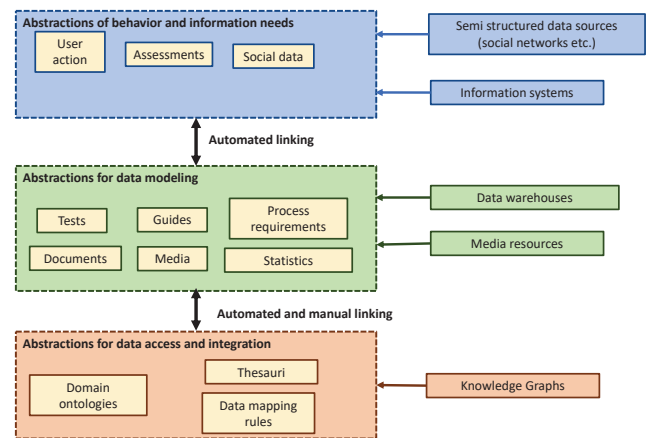 Abstractions of behavior and information needs
User
action
Assessments
Social data
Semi structured data sources
(social networks etc.)
Information systems
Automated linking
Abstractions for data modeling
Tests
Guides
Process
requirements
Documents
Media
Statistics
Data warehouses
Media resources
Automated and manual linking
Abstractions for data access and integration
Domain
ontologies
Thesauri
Data mapping
rules
Knowledge Graphs